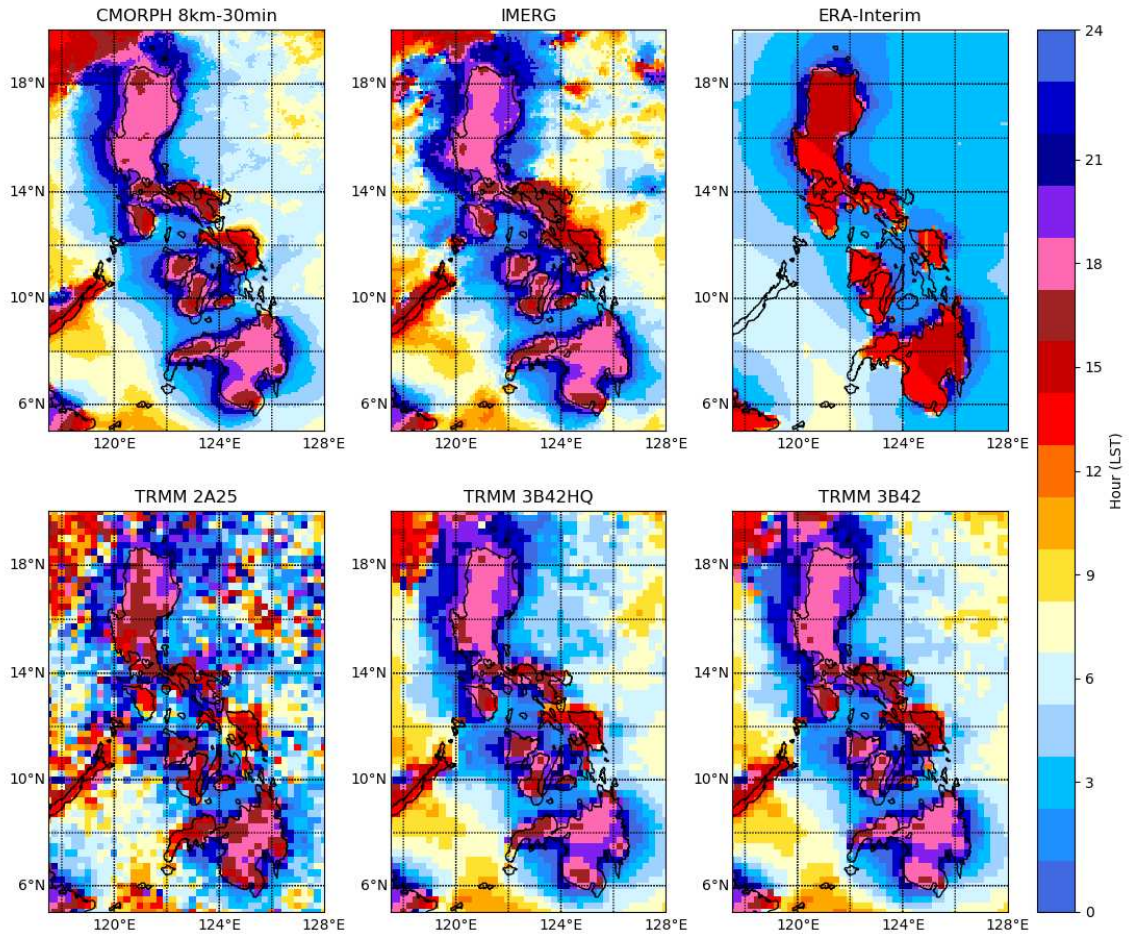 CMORPH 8km-30min
IMERG
ERA-Interim
18°N
14°N
10°N
6°N
120°E 124°E 128°E
120°E 124°E 128°E
120°E 124°E 128°E
TRMM 2A25
TRMM 3B42HQ
TRMM 3B42
18°N
14°N
10°N
6°N
120°E 124°E 128°E
18°N
14°N
10°N
6°N
120°E 124°E 128°E
18°N
14°N
10°N
6°N
120°E 124°E 128°E
18°N
14°N
10°N
6°N
18°N
14°N
10°N
6°N
24
21
18
15
12
9
6
3
0
Hour (LST)